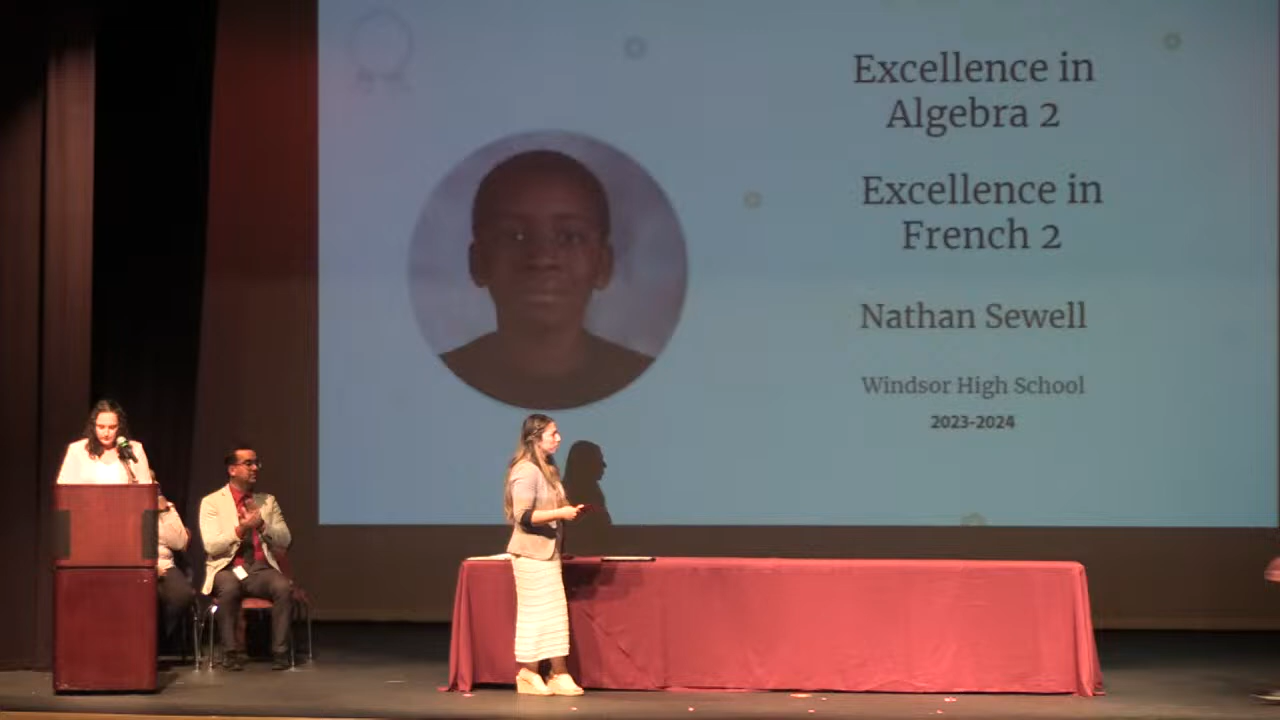 Excellence in
Algebra 2
Excellence in
French 2
Nathan Sewell
Windsor High School
2023-2024